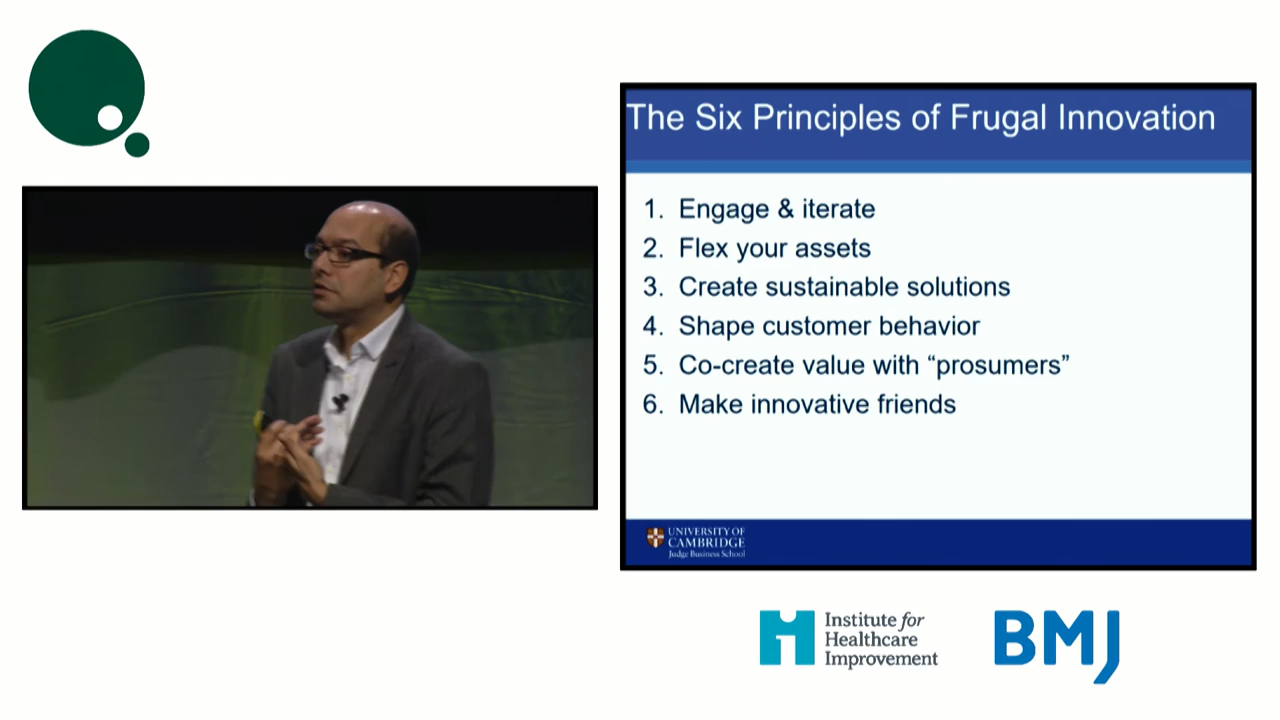 The Six Principles of Frugal Innovation
1. Engage & iterate
2. Flex your assets
3. Create sustainable solutions
4. Shape customer behavior
5. Co-create value with “prosumers”
6. Make innovative friends
UNIVERSITY OF
CAMBRIDGE
Judge Business School
Institute for
Healthcare
Improvement
BMJ